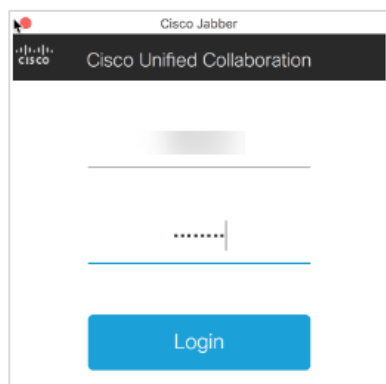 Cisco Jabber
cisco Cisco Unified Collaboration
••••••••
Login